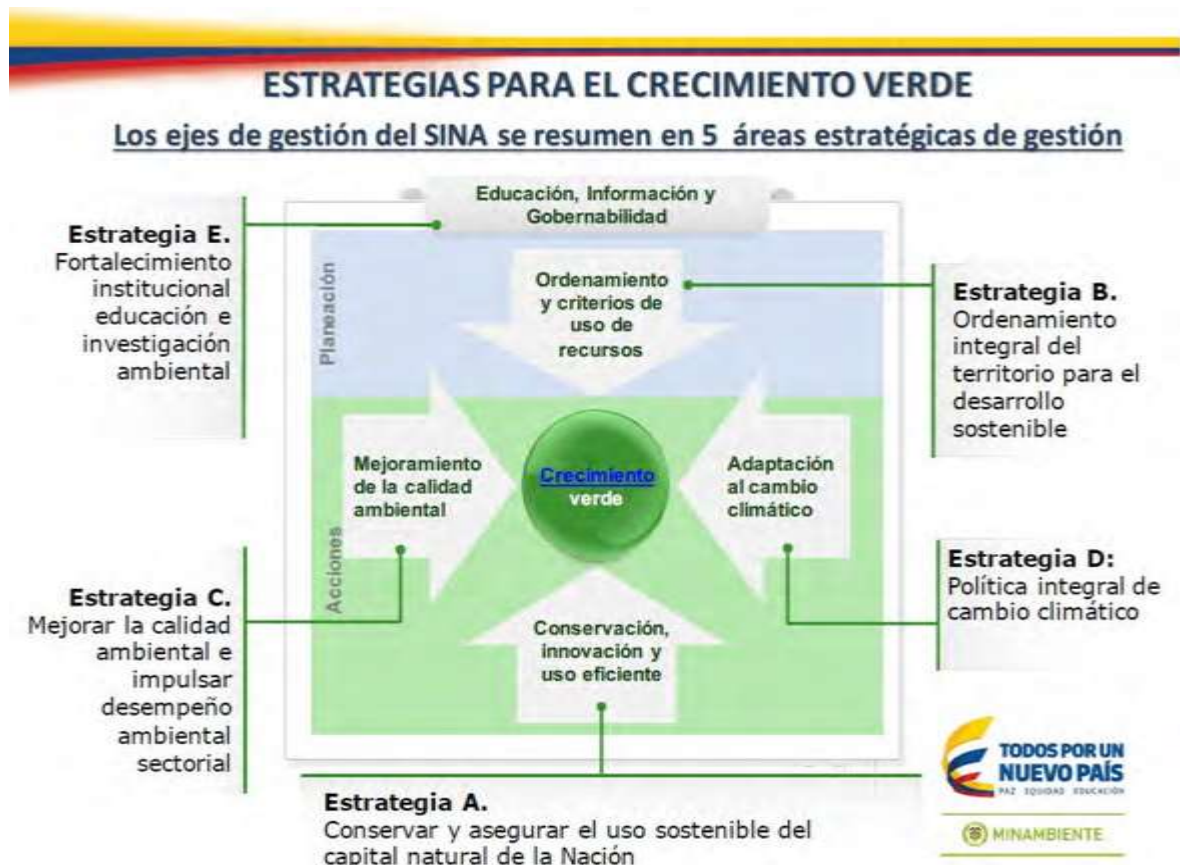 ESTRATEGIAS PARA EL CRECIMIENTO VERDE
Los ejes de gestión del SINA se resumen en 5 áreas estratégicas de gestión
Educación, Información y
Gobernabilidad
Estrategia E.
Fortalecimiento
institucional
educación e
investigación
ambiental
Planeación
Ordenamiento
y criterios de
uso de
recursos
Estrategia B.
Ordenamiento
integral del
territorio para el
desarrollo
sostenible
Mejoramiento
de la calidad
ambiental
Crecimiento
verde
Adaptación
al cambio
climático
Acciones
Estrategia C.
Mejorar la calidad
ambiental e
impulsar
desempeño
ambiental
sectorial
Conservación,
innovación y
uso eficiente
Estrategia D:
Política integral de
cambio climático
Estrategia A.
Conservar y asegurar el uso sostenible del
capital natural de la Nación
TODOS POR UN
NUEVO PAÍS
PAZ EQUIDAD EDUCACIÓN
MINAMBIENTE